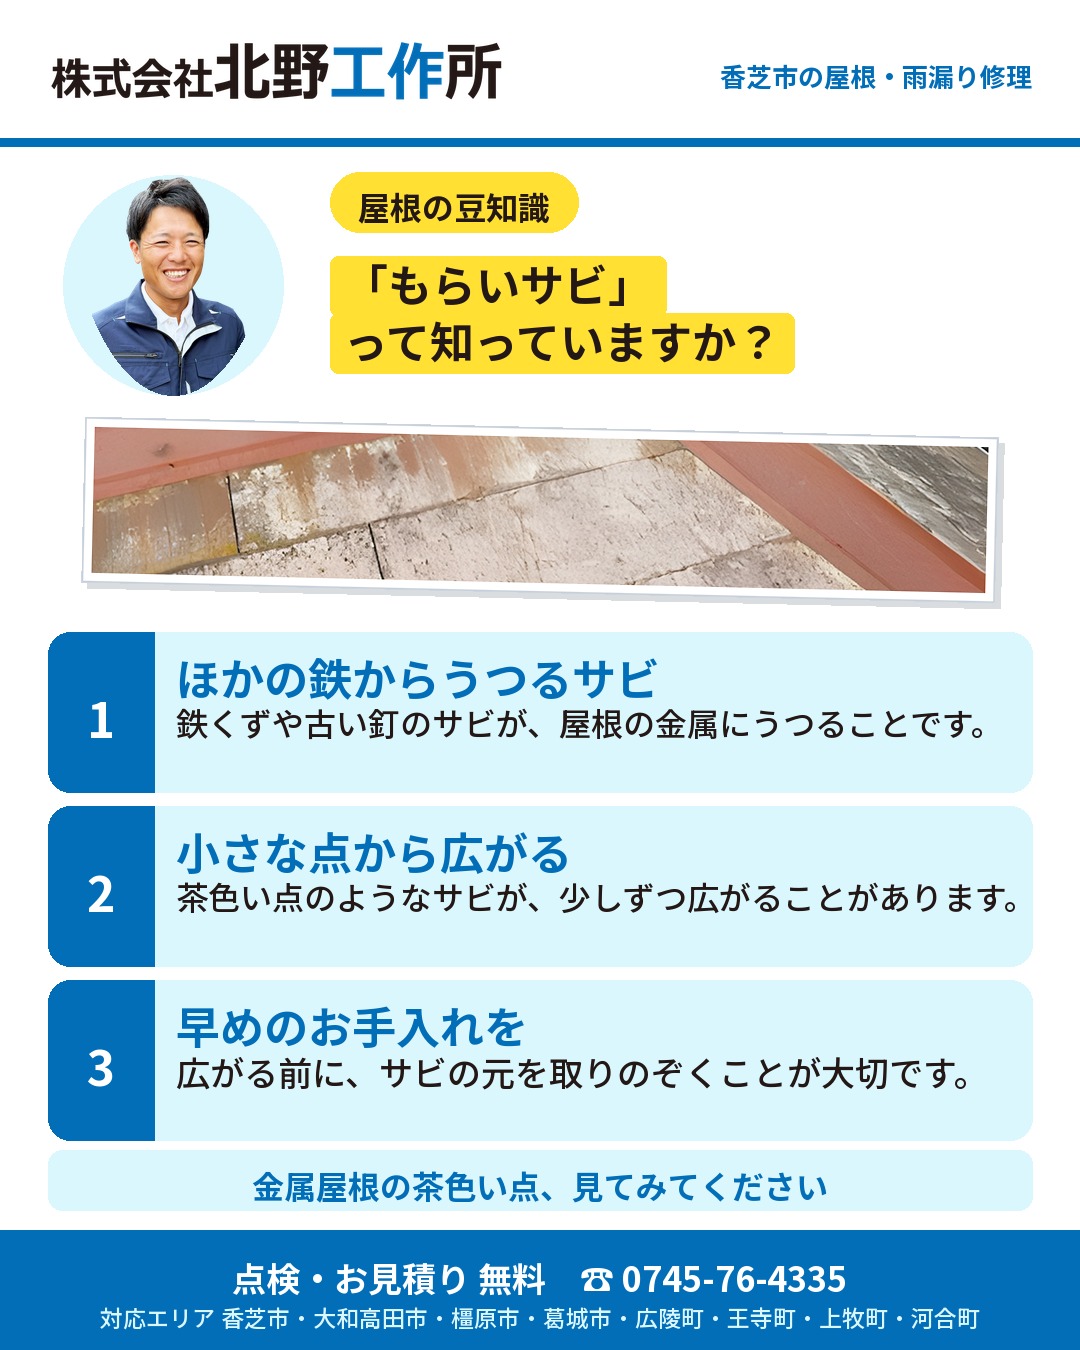 株式会社北野工作所
香芝市の屋根・雨漏り修理
屋根の豆知識
「もらいサビ」
って知っていますか？
1
ほかの鉄からうつるサビ
鉄くずや古い釘のサビが、屋根の金属にうつることです。
2
小さな点から広がる
茶色い点のようなサビが、少しずつ広がることがあります。
3
早めのお手入れを
広がる前に、サビの元を取りのぞくことが大切です。
金属屋根の茶色い点、見てみてください
点検・お見積り 無料 ☎ 0745-76-4335
対応エリア 香芝市・大和高田市・橿原市・葛城市・広陵町・王寺町・上牧町・河合町